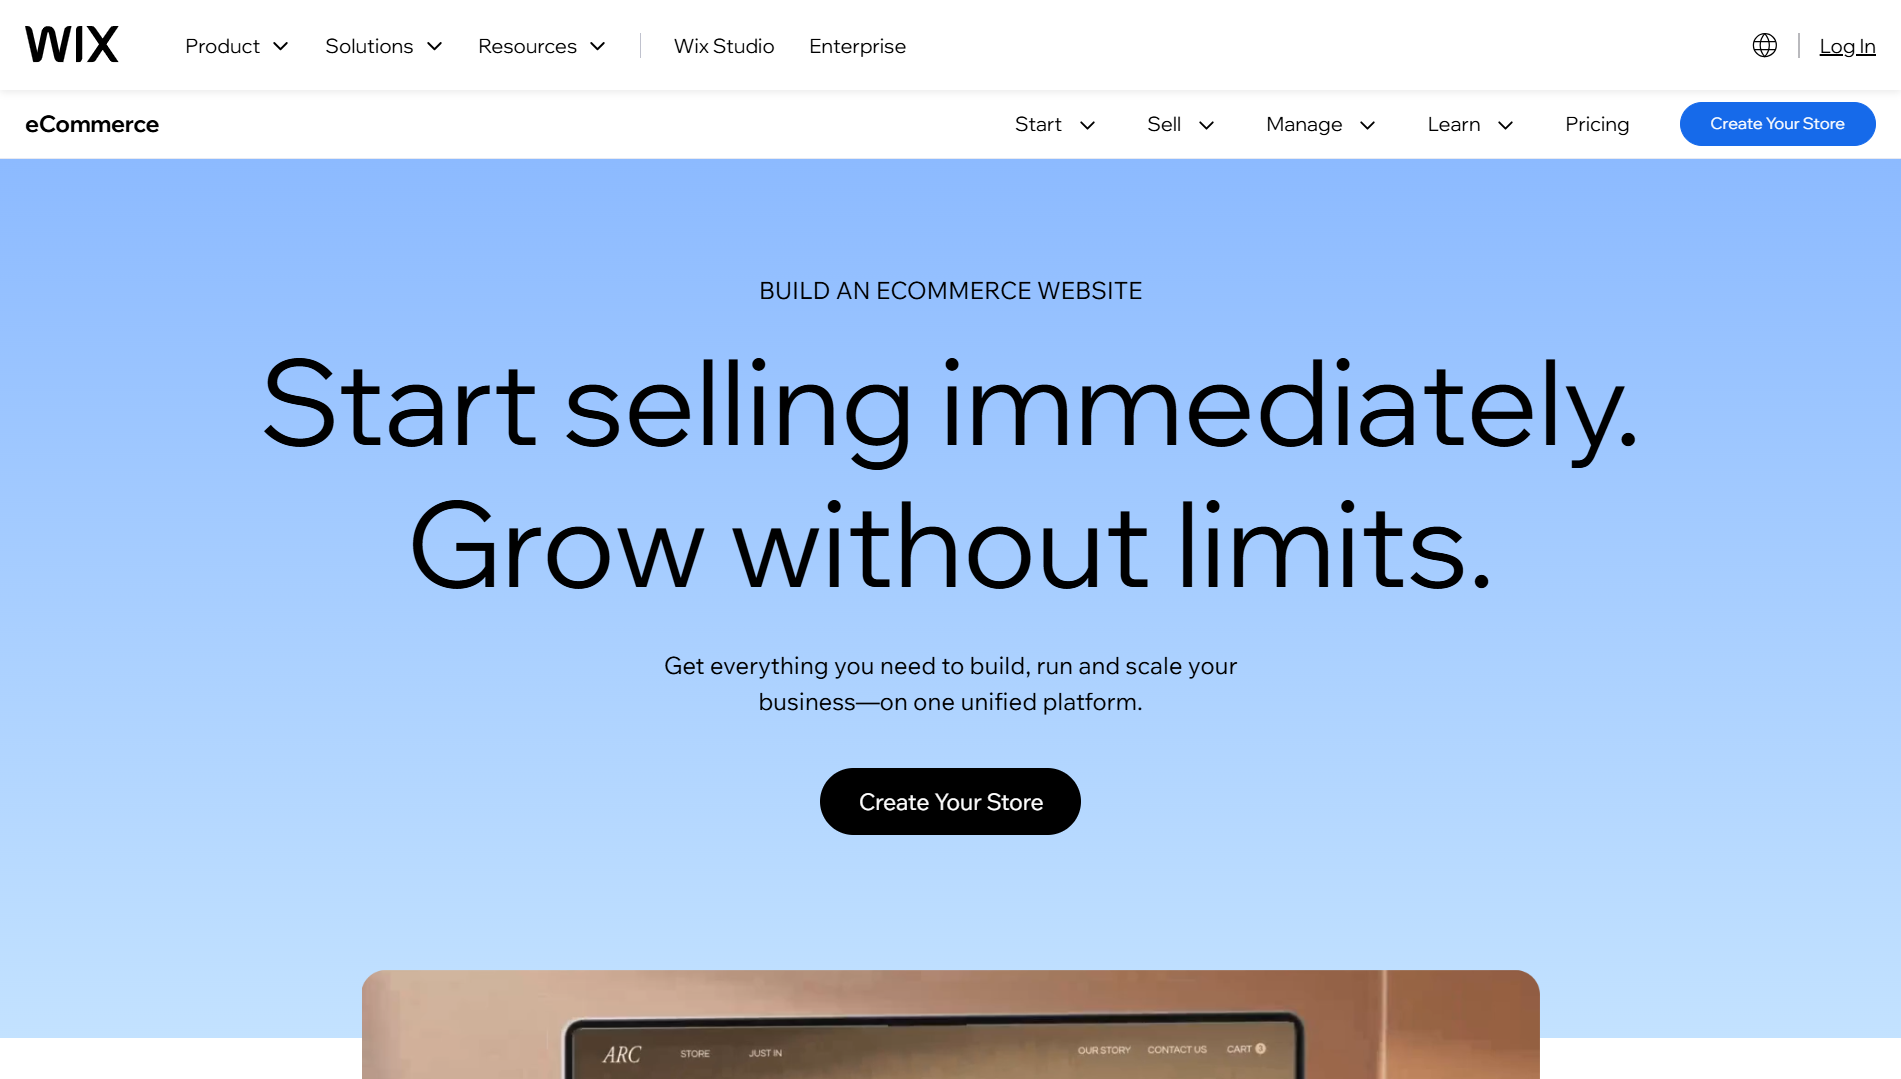 WIX
Product
Solutions
Resources
Wix Studio
Enterprise
Log In
eCommerce
Start
Sell
Manage
Learn
Pricing
Create Your Store
BUILD AN ECOMMERCE WEBSITE
Start selling immediately.
Grow without limits.
Get everything you need to build, run and scale your
business—on one unified platform.
Create Your Store
ARC
STORE
JUST IN
OUR STORY
CONTACT US
CART